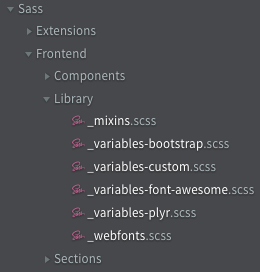 Sass
Extensions
Frontend
Components
Library
_mixins.scss
_variables-bootstrap.scss
_variables-custom.scss
_variables-font-awesome.scss
_variables-plyr.scss
_webfonts.scss
Sections